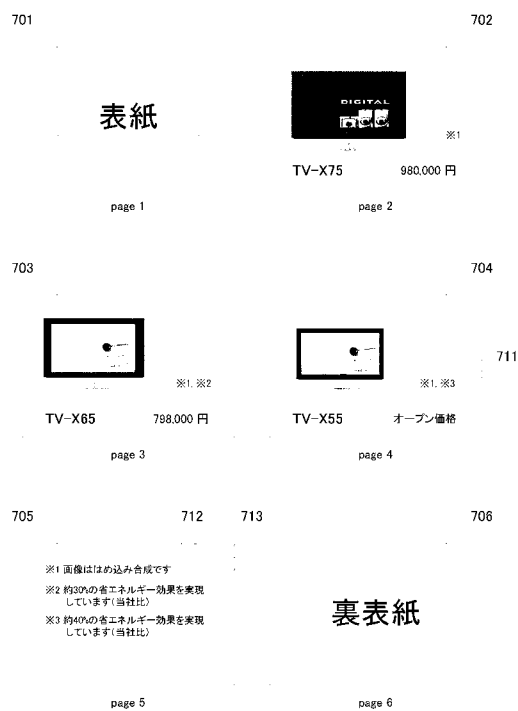 701
702
表紙
DIGITAL
※1
TV-X75 980,000 円
page 1
page 2
703
704
711
※1, ※2
※1, ※3
TV-X65 798,000 円
TV-X55 オープン価格
page 3
page 4
705
712
713
706
※1 画像ははめ込み合成です
※2 約30%の省エネルギー効果を実現
しています(当社比)
※3 約40%の省エネルギー効果を実現
しています(当社比)
裏表紙
page 5
page 6